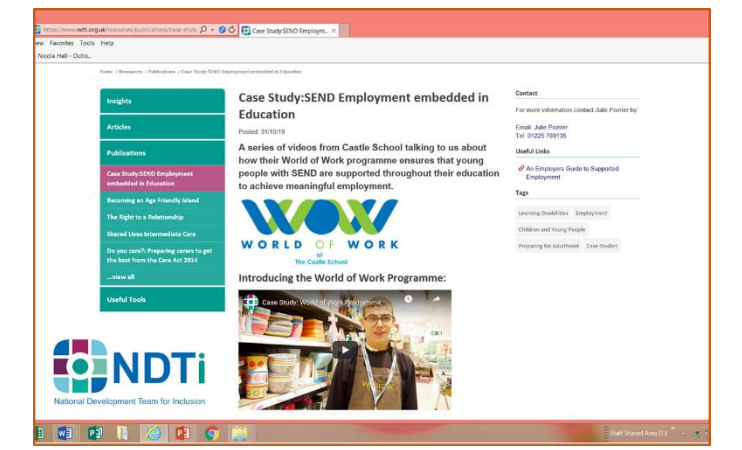 https://www.ndti.org.uk/resources/publications/case-study
Case Study:SEND Employm...
ew Favorites Tools Help
Nicola Hall - Outlo...
Home / Resources / Publications / Case Study:SEND Employment embedded in Education
Insights
Articles
Publications
Case Study:SEND Employment
embedded in Education
Becoming an Age Friendly Island
The Right to a Relationship
Shared Lives Intermediate Care
Do you care?: Preparing carers to get
the best from the Care Act 2014
...view all
Useful Tools
NDTi
National Development Team for Inclusion
Case Study:SEND Employment embedded in
Education
Posted: 31/10/19
A series of videos from Castle School talking to us about
how their World of Work programme ensures that young
people with SEND are supported throughout their education
to achieve meaningful employment.
WOW
WORLD OF WORK
at
The Castle School
Introducing the World of Work Programme:
Case Study: World of Work Programme
Contact
For more information contact Julie Pointer by:
Email: Julie Pointer
Tel: 01225 789135
Useful Links
An Employers Guide to Supported
Employment
Tags
Learning Disabilities Employment
Children and Young People
Preparing for Adulthood Case Studies
Staff Shared Area (T:)